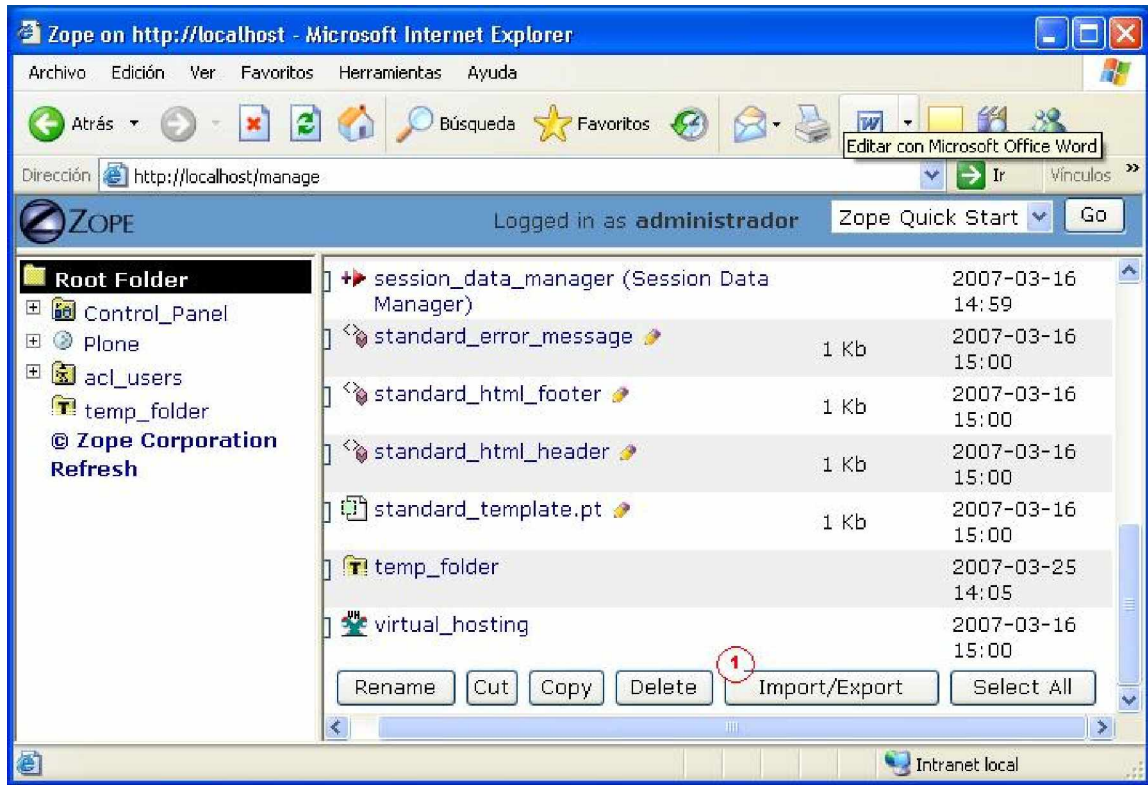 Zope on http://localhost - Microsoft Internet Explorer
Archivo Edición Ver Favoritos Herramientas Ayuda
Atrás Búsqueda Favoritos
Editar con Microsoft Office Word
Dirección http://localhost/manage Ir Vínculos »
ZOPE Logged in as administrador Zope Quick Start Go
Root Folder
Control_Panel
Plone
acl_users
temp_folder
© Zope Corporation
Refresh
session_data_manager (Session Data 2007-03-16
Manager) 14:59
standard_error_message 1 Kb 2007-03-16
15:00
standard_html_footer 1 Kb 2007-03-16
15:00
standard_html_header 1 Kb 2007-03-16
15:00
standard_template.pt 1 Kb 2007-03-16
15:00
temp_folder 2007-03-25
14:05
virtual_hosting 2007-03-16
15:00
1
Rename Cut Copy Delete Import/Export Select All
Intranet local